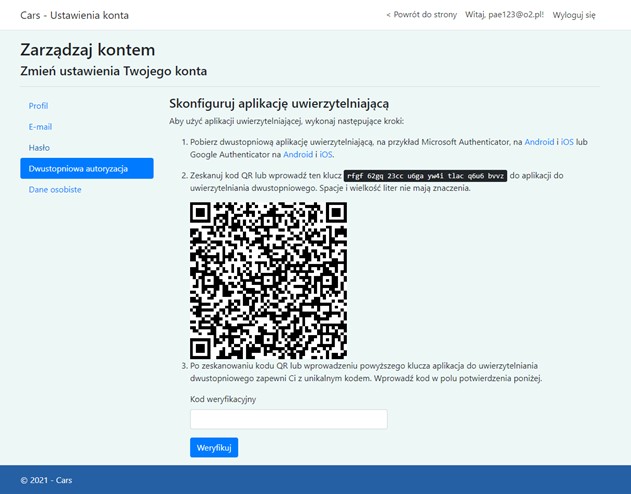 Cars - Ustawienia konta
< Powrót do strony Witaj, pae123@o2.pl! Wyloguj się
Zarządzaj kontem
Zmień ustawienia Twojego konta
Profil
E-mail
Hasło
Dwustopniowa autoryzacja
Dane osobiste
Skonfiguruj aplikację uwierzytelniającą
Aby użyć aplikacji uwierzytelniającej, wykonaj następujące kroki:
1. Pobierz dwustopniową aplikację uwierzytelniającą, na przykład Microsoft Authenticator, na Android i iOS lub
Google Authenticator na Android i iOS.
2. Zeskanuj kod QR lub wprowadź ten klucz rfgf 62gq 23cc u6ga yw4i tlac q6u6 bvvz do aplikacji do
uwierzytelniania dwustopniowego. Spacje i wielkość liter nie mają znaczenia.
3. Po zeskanowaniu kodu QR lub wprowadzeniu powyższego klucza aplikacja do uwierzytelniania
dwustopniowego zapewni Ci z unikalnym kodem. Wprowadź kod w polu potwierdzenia poniżej.
Kod weryfikacyjny
Weryfikuj
© 2021 - Cars